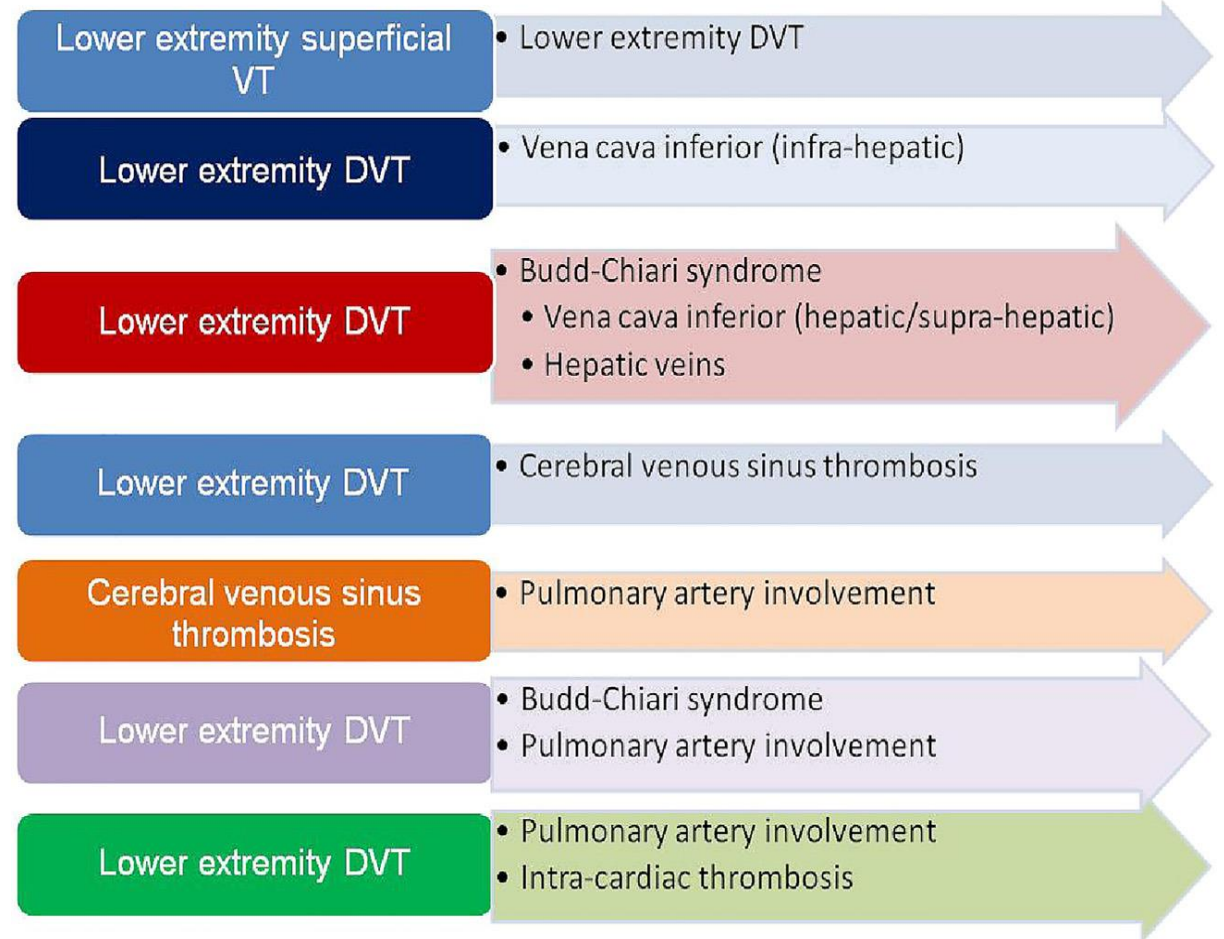 Lower extremity superficial
VT
• Lower extremity DVT
Lower extremity DVT
• Vena cava inferior (infra-hepatic)
Lower extremity DVT
• Budd-Chiari syndrome
• Vena cava inferior (hepatic/supra-hepatic)
• Hepatic veins
Lower extremity DVT
• Cerebral venous sinus thrombosis
Cerebral venous sinus
thrombosis
• Pulmonary artery involvement
Lower extremity DVT
• Budd-Chiari syndrome
• Pulmonary artery involvement
Lower extremity DVT
• Pulmonary artery involvement
• Intra-cardiac thrombosis